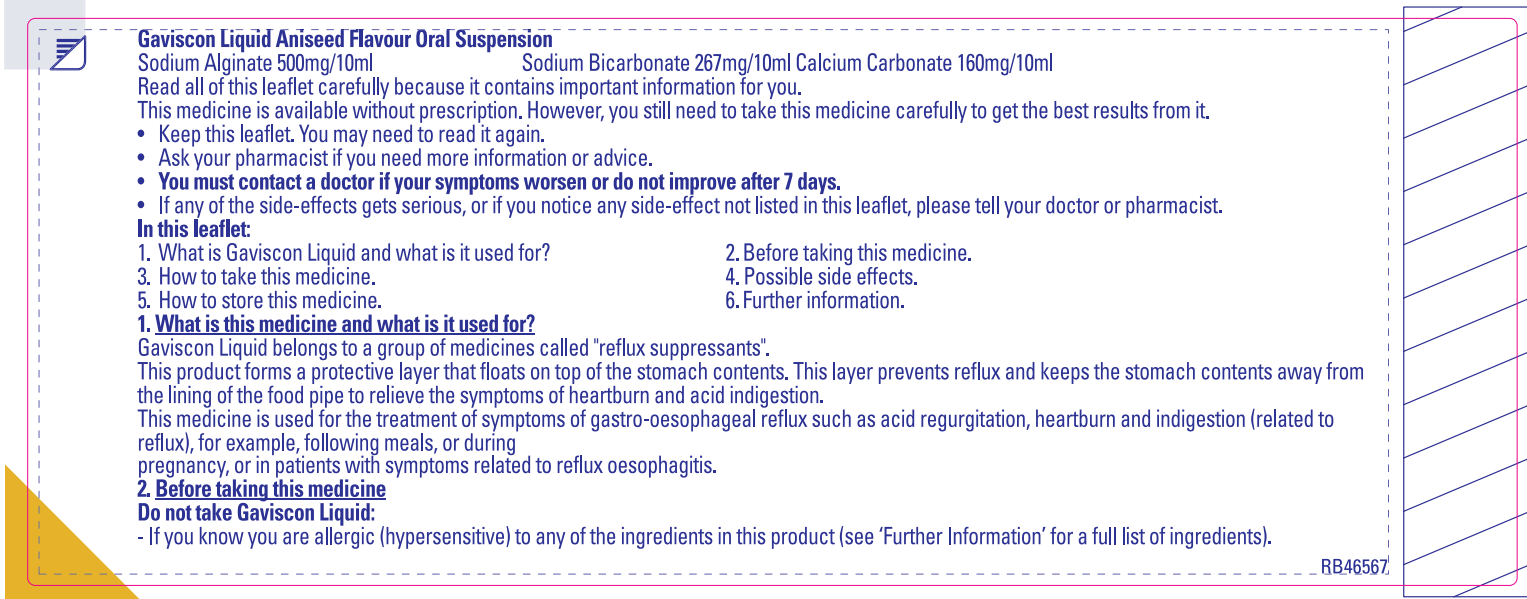 Gaviscon Liquid Aniseed Flavour Oral Suspension
Sodium Alginate 500mg/10ml Sodium Bicarbonate 267mg/10ml Calcium Carbonate 160mg/10ml
Read all of this leaflet carefully because it contains important information for you.
This medicine is available without prescription. However, you still need to take this medicine carefully to get the best results from it.
• Keep this leaflet. You may need to read it again.
• Ask your pharmacist if you need more information or advice.
• You must contact a doctor if your symptoms worsen or do not improve after 7 days.
• If any of the side-effects gets serious, or if you notice any side-effect not listed in this leaflet, please tell your doctor or pharmacist.
In this leaflet:
1. What is Gaviscon Liquid and what is it used for? 2. Before taking this medicine.
3. How to take this medicine. 4. Possible side effects.
5. How to store this medicine. 6. Further information.
1. What is this medicine and what is it used for?
Gaviscon Liquid belongs to a group of medicines called "reflux suppressants".
This product forms a protective layer that floats on top of the stomach contents. This layer prevents reflux and keeps the stomach contents away from
the lining of the food pipe to relieve the symptoms of heartburn and acid indigestion.
This medicine is used for the treatment of symptoms of gastro-oesophageal reflux such as acid regurgitation, heartburn and indigestion (related to
reflux), for example, following meals, or during
pregnancy, or in patients with symptoms related to reflux oesophagitis.
2. Before taking this medicine
Do not take Gaviscon Liquid:
- If you know you are allergic (hypersensitive) to any of the ingredients in this product (see ‘Further Information’ for a full list of ingredients).
RB46567